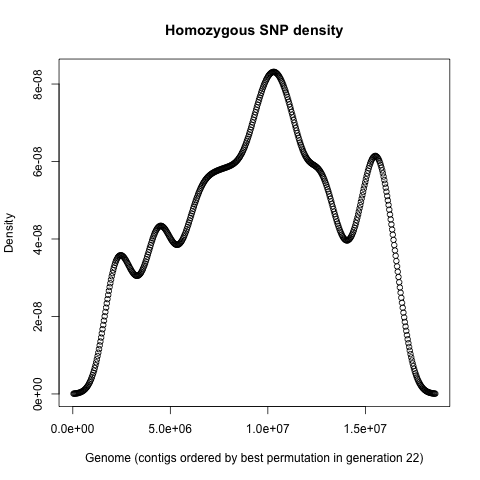 Homozygous SNP density
Density
8e-08
6e-08
4e-08
2e-08
0e+00
0.0e+00 5.0e+06 1.0e+07 1.5e+07
Genome (contigs ordered by best permutation in generation 22)